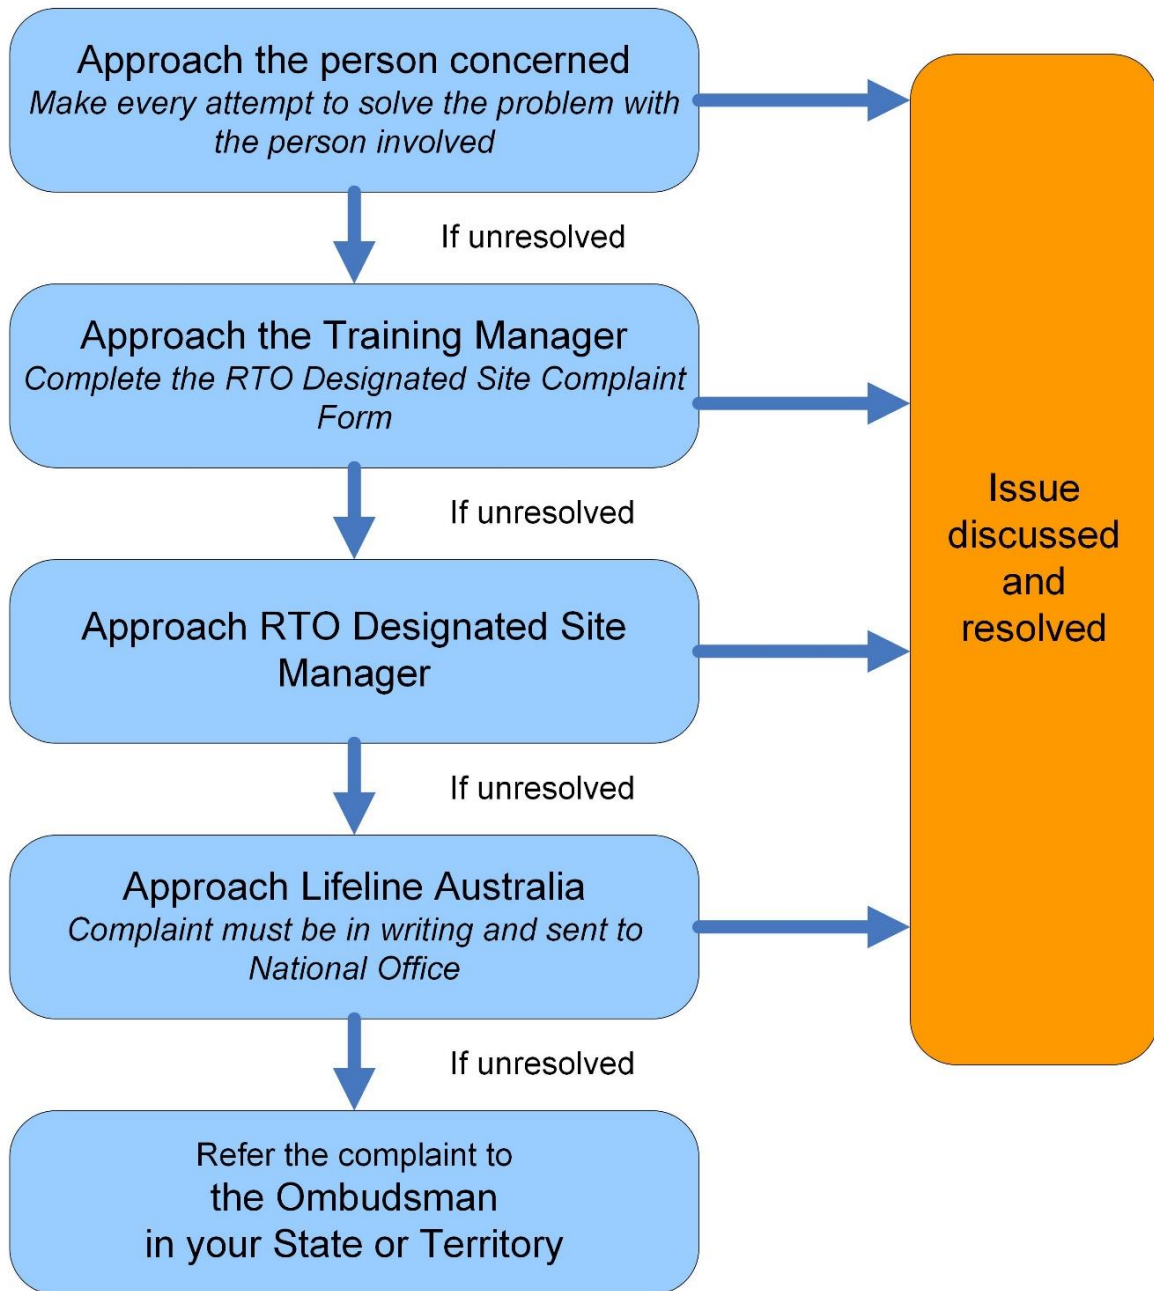 Approach the person concerned
Make every attempt to solve the problem with
the person involved
If unresolved
Approach the Training Manager
Complete the RTO Designated Site Complaint
Form
If unresolved
Approach RTO Designated Site
Manager
If unresolved
Approach Lifeline Australia
Complaint must be in writing and sent to
National Office
If unresolved
Refer the complaint to
the Ombudsman
in your State or Territory
Issue
discussed
and
resolved